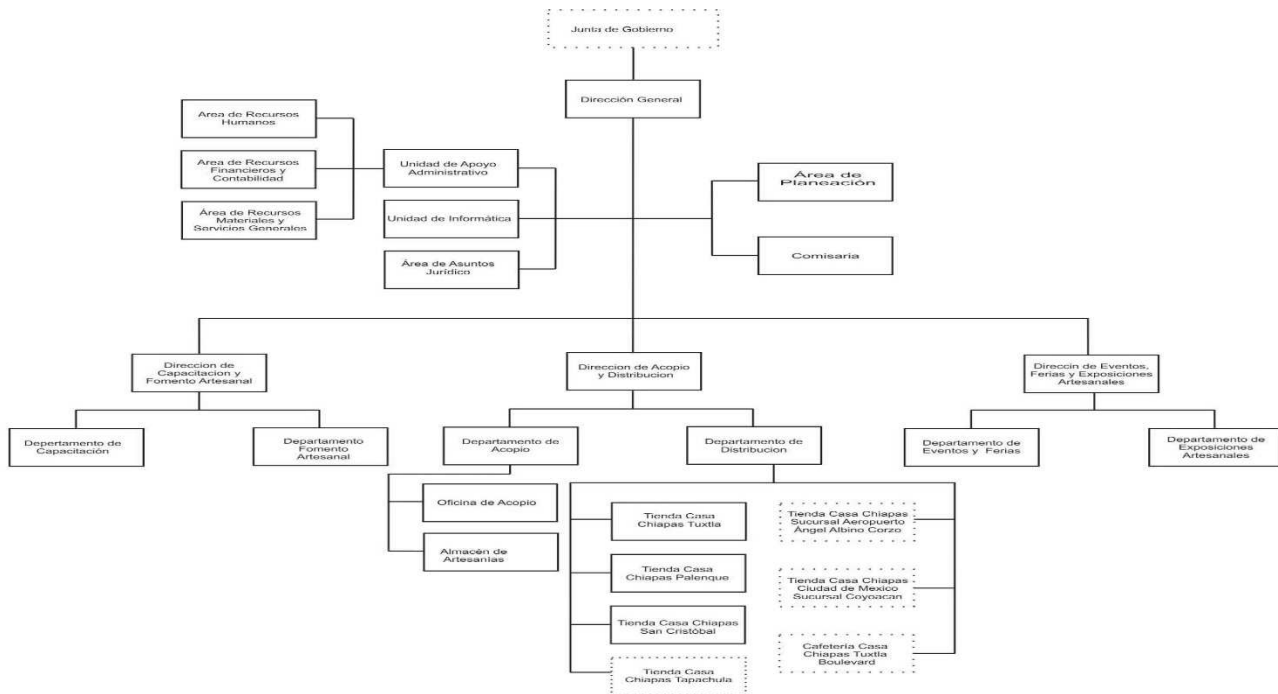 Junta de Gobierno
Dirección General
Area de Recursos
Humanos
Area de Recursos
Financieros y
Contabilidad
Área de Recursos
Materiales y
Servicios Generales
Unidad de Apoyo
Administrativo
Unidad de Informática
Área de Asuntos
Jurídico
Área de
Planeación
Comisaría
Direccion de
Capacitacion y
Fomento Artesanal
Direccion de Acopio
y Distribucion
Direccin de Eventos,
Ferias y Exposiciones
Artesanales
Depertamento de
Capacitación
Departamento
Fomento
Artesanal
Departamento de
Acopio
Departamento de
Distribucion
Departamento de
Eventos y Ferias
Departamento de
Exposiciones
Artesanales
Oficina de Acopio
Almacén de
Artesanías
Tienda Casa
Chiapas Tuxtla
Tienda Casa
Chiapas Palenque
Tienda Casa Chiapas
San Cristóbal
Tienda Casa
Chiapas Tapachula
Tienda Casa Chiapas
Sucursal Aeropuerto
Ángel Albino Corzo
Tienda Casa Chiapas
Ciudad de Mexico
Sucursal Coyoacan
Cafetería Casa
Chiapas Tuxtla
Boulevard